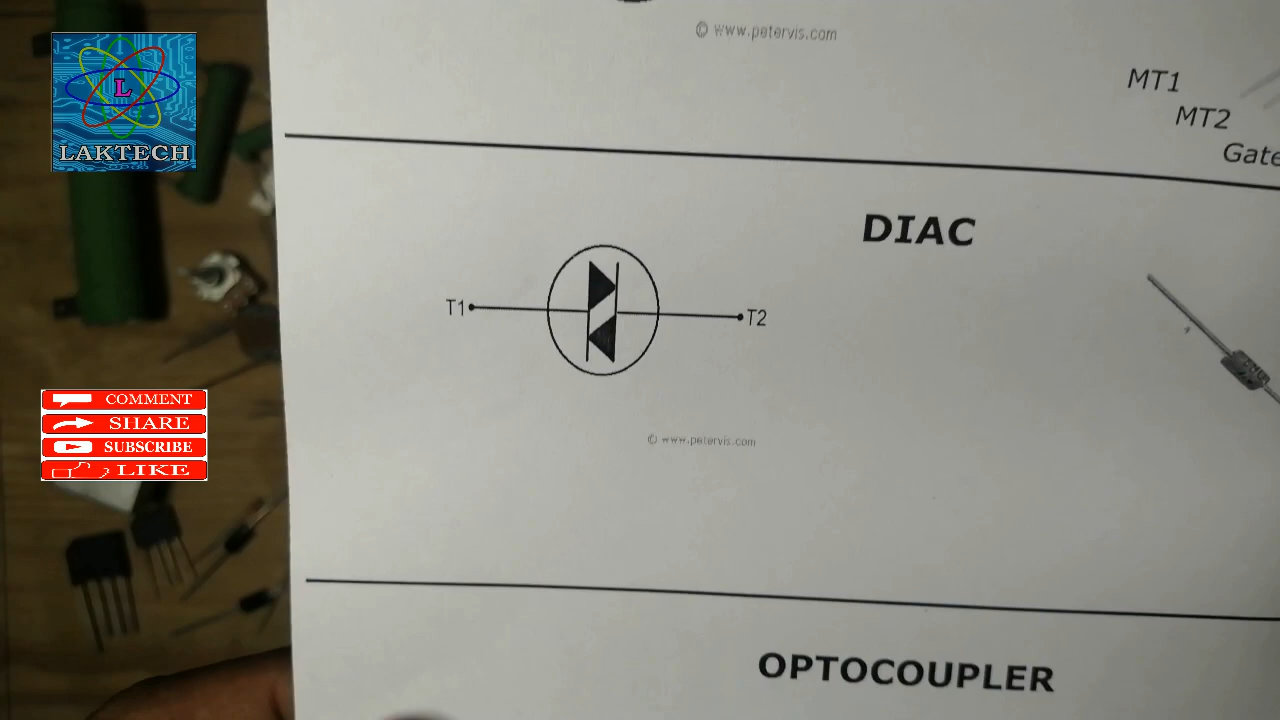 © www.petervis.com
MT1
MT2
Gate
L
LAKTECH
DIAC
T1
T2
COMMENT
SHARE
SUBSCRIBE
LIKE
© www.petervis.com
OPTOCOUPLER